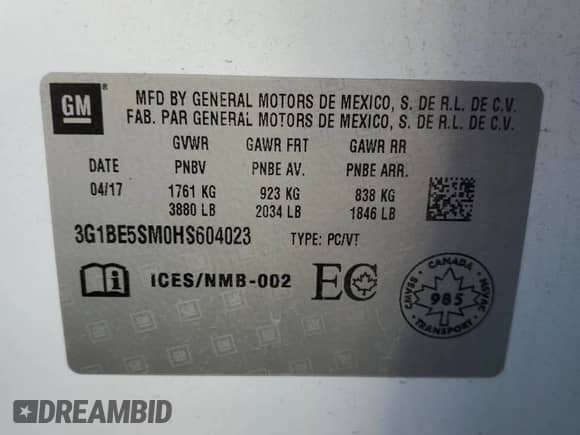 GM ®
MFD BY GENERAL MOTORS DE MEXICO, S. DE R.L. DE C.V.
FAB. PAR GENERAL MOTORS DE MEXICO, S. DE R.L. DE C.V.
GVWR GAWR FRT GAWR RR
DATE PNBV PNBE AV. PNBE ARR.
04/17 1761 KG 923 KG 838 KG
3880 LB 2034 LB 1846 LB
3G1BE5SM0HS604023 TYPE: PC/VT
i ICES/NMB-002 EC
CANADA
CMVSS 985 NSVAC
TRANSPORT
DREAMBID